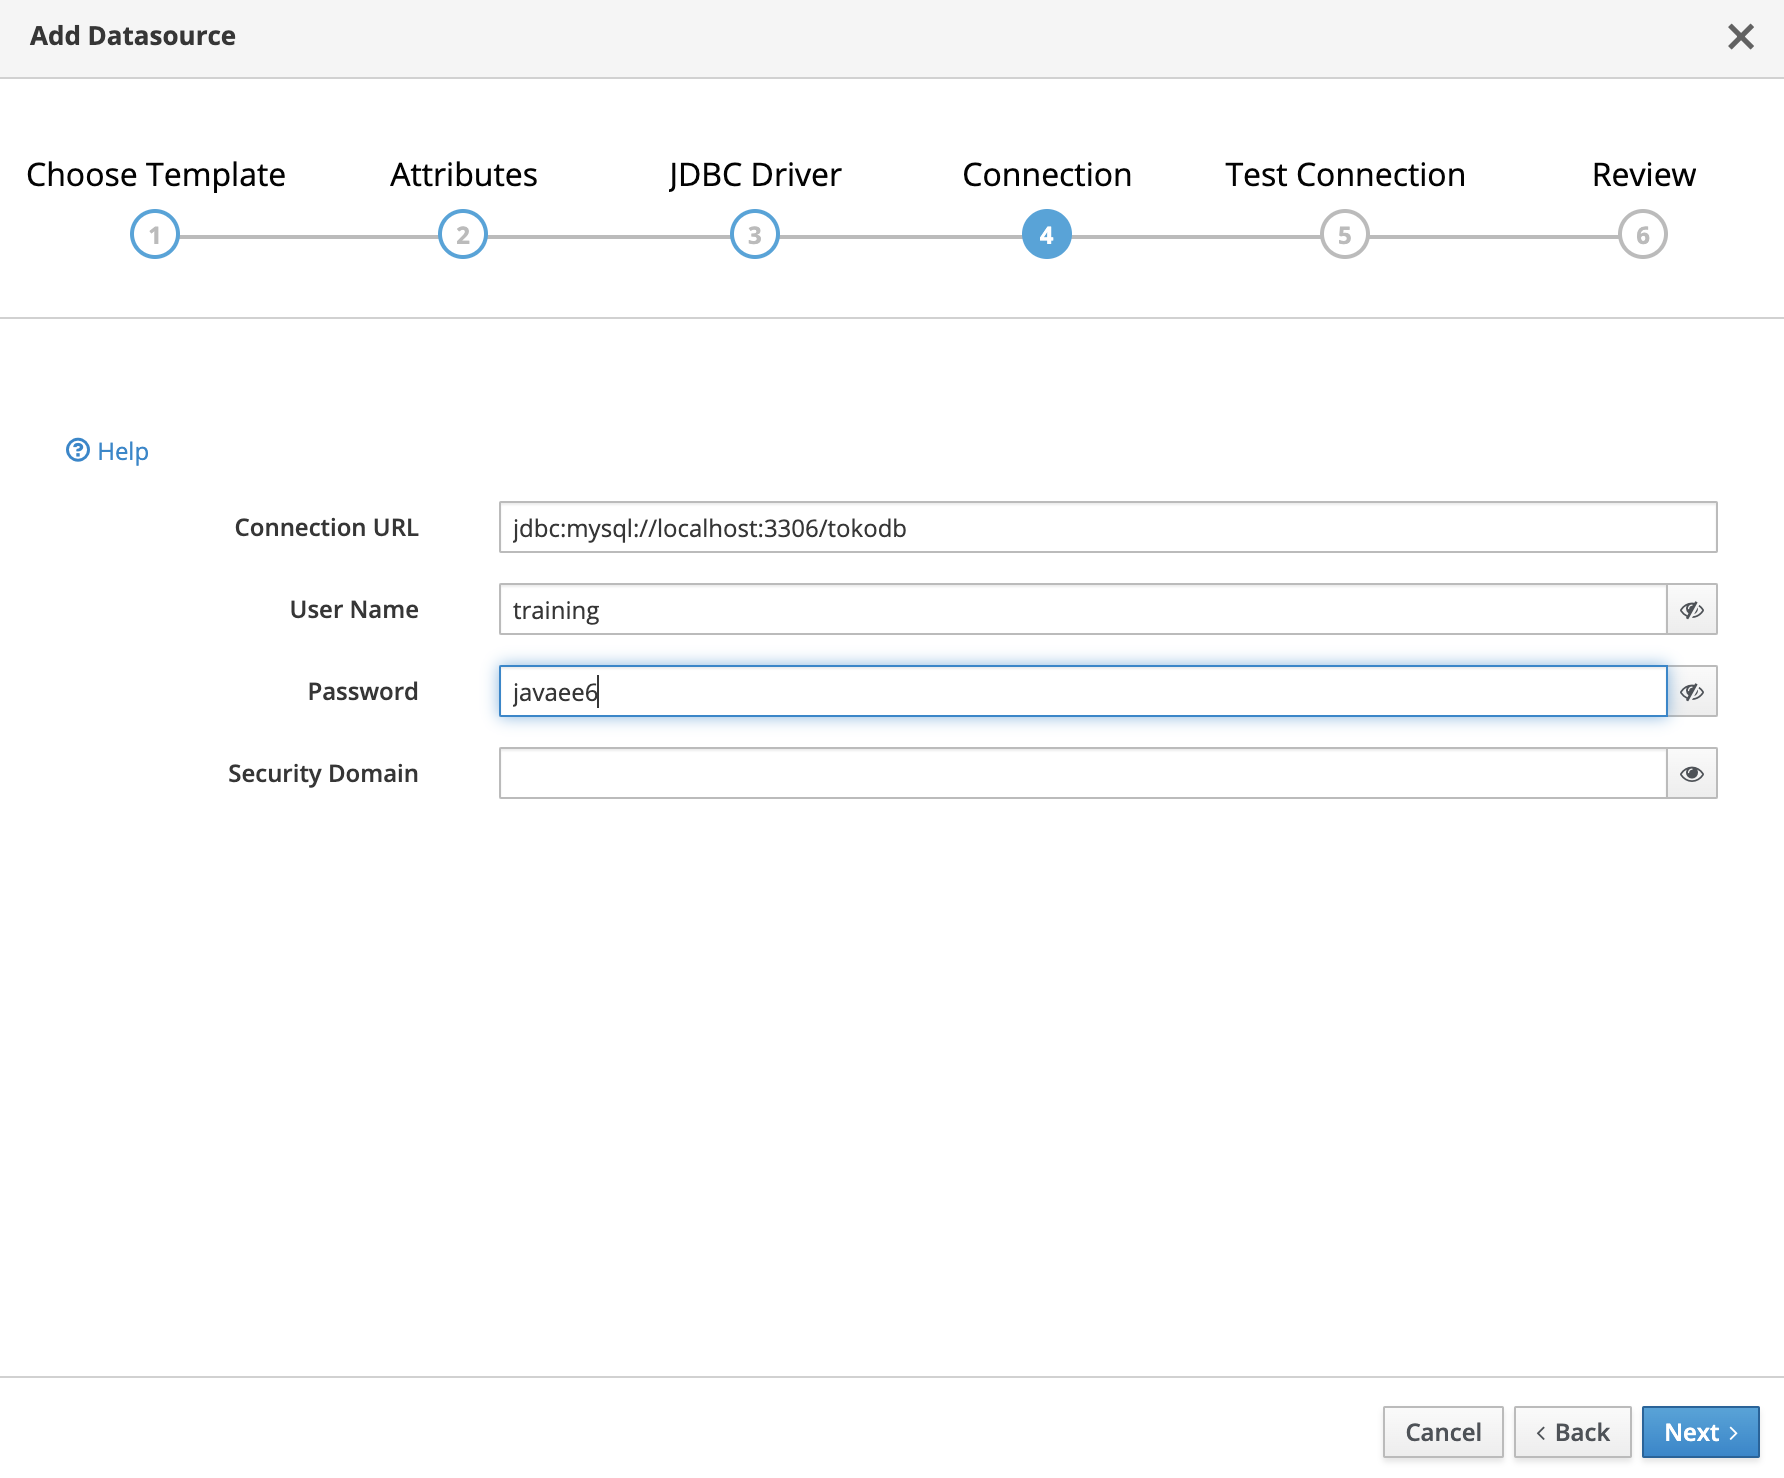 Add Datasource
Choose Template Attributes JDBC Driver Connection Test Connection Review
1 2 3 4 5 6
Help
Connection URL jdbc:mysql://localhost:3306/tokodb
User Name training
Password javaee6
Security Domain
Cancel Back Next